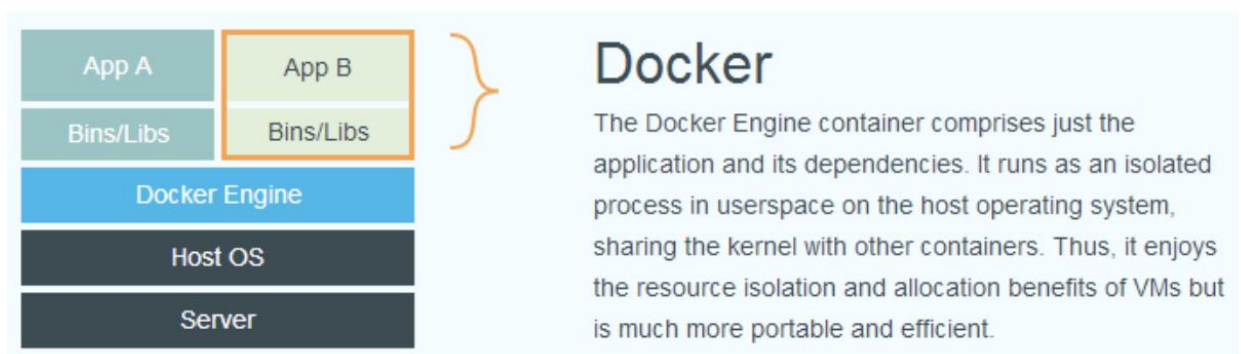 App A
App B
Bins/Libs
Bins/Libs
Docker Engine
Host OS
Server
Docker
The Docker Engine container comprises just the
application and its dependencies. It runs as an isolated
process in userspace on the host operating system,
sharing the kernel with other containers. Thus, it enjoys
the resource isolation and allocation benefits of VMs but
is much more portable and efficient.